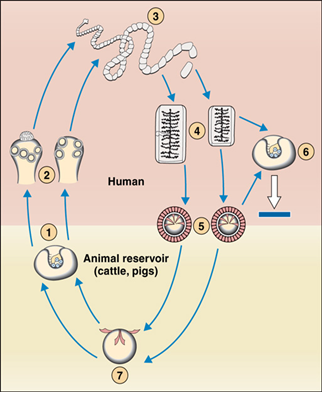 3
4
6
2
Human
1
5
Animal reservoir
(cattle, pigs)
7